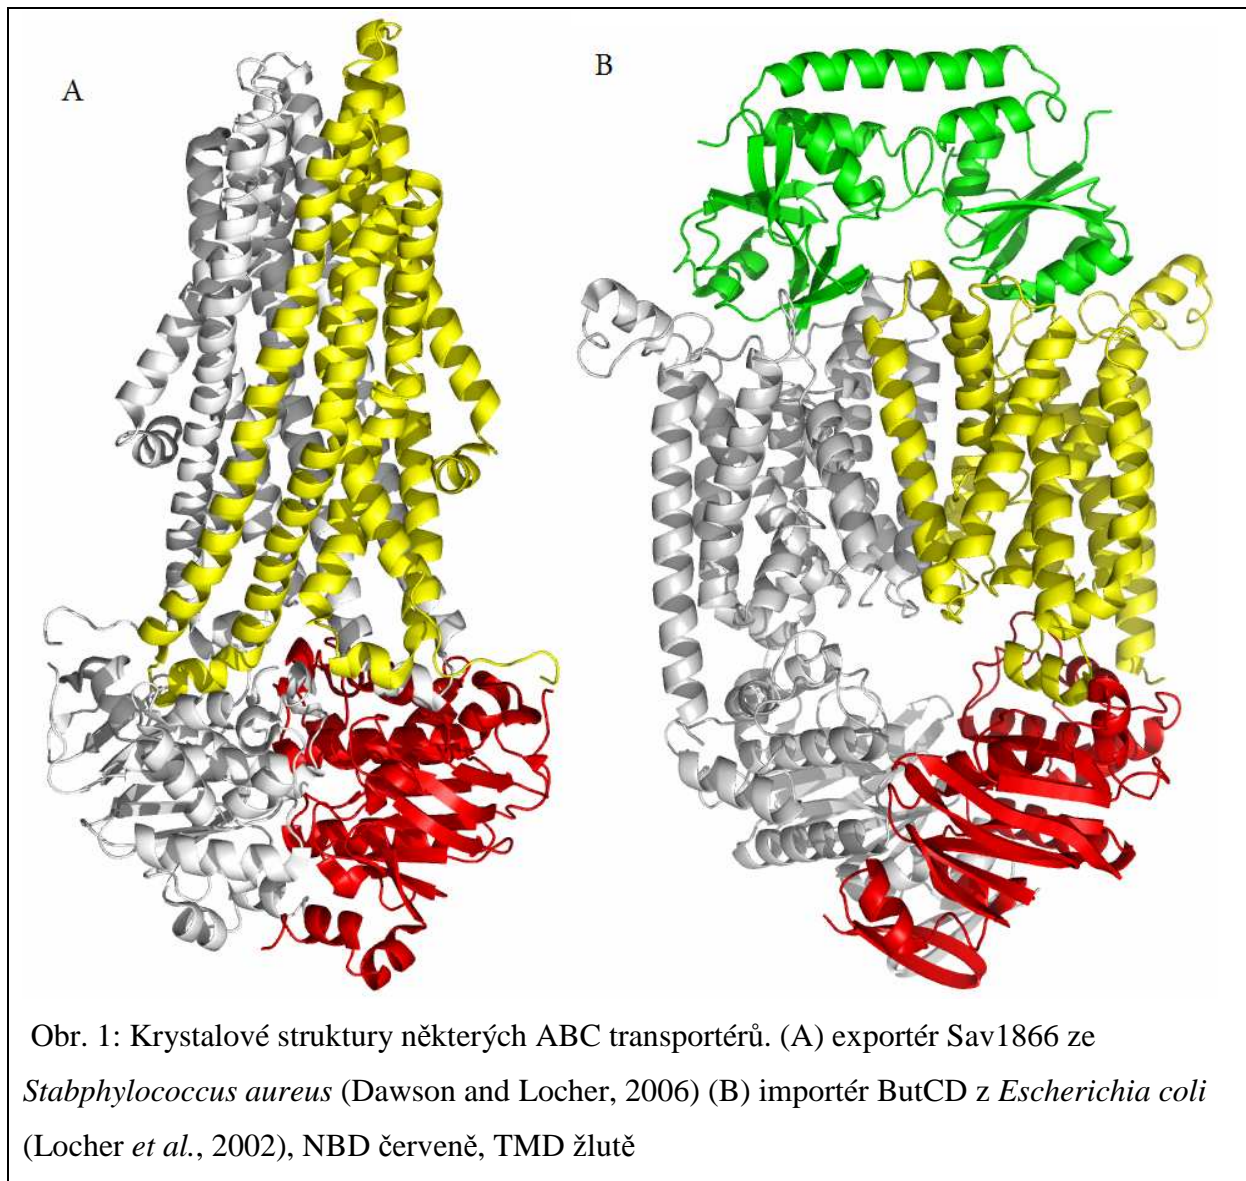 A
B
Obr. 1: Krystalové struktury některých ABC transportérů. (A) exportér Sav1866 ze
Stabphylococcus aureus (Dawson and Locher, 2006) (B) importér ButCD z Escherichia coli
(Locher et al., 2002), NBD červeně, TMD žlutě